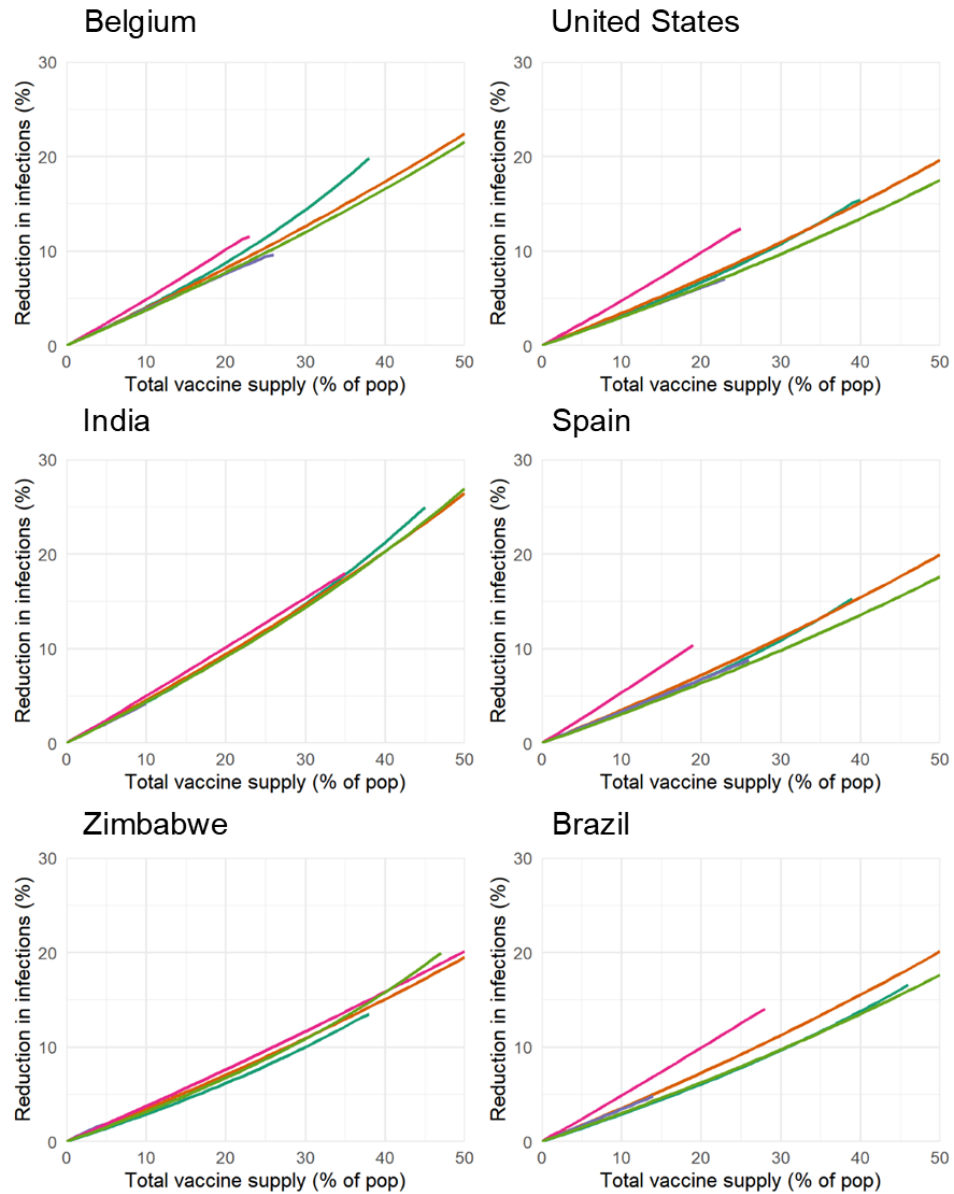 Belgium
United States
30
20
10
0
Reduction in infections (%)
0 10 20 30 40 50
Total vaccine supply (% of pop)
30
20
10
0
Reduction in infections (%)
0 10 20 30 40 50
Total vaccine supply (% of pop)
India
Spain
30
20
10
0
Reduction in infections (%)
0 10 20 30 40 50
Total vaccine supply (% of pop)
30
20
10
0
Reduction in infections (%)
0 10 20 30 40 50
Total vaccine supply (% of pop)
Zimbabwe
Brazil
30
20
10
0
Reduction in infections (%)
0 10 20 30 40 50
Total vaccine supply (% of pop)
30
20
10
0
Reduction in infections (%)
0 10 20 30 40 50
Total vaccine supply (% of pop)